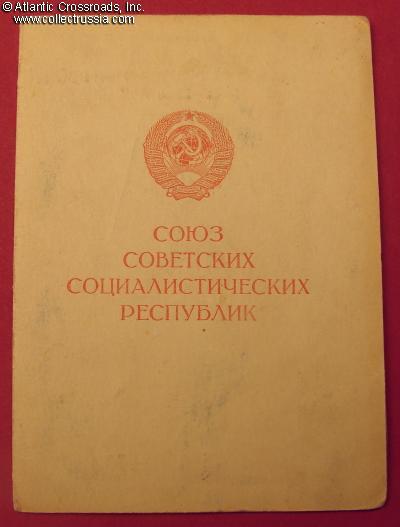 © Atlantic Crossroads, Inc.
www.collectrussia.com
СОЮЗ
СОВЕТСКИХ
СОЦИАЛИСТИЧЕСКИХ
РЕСПУБЛИК